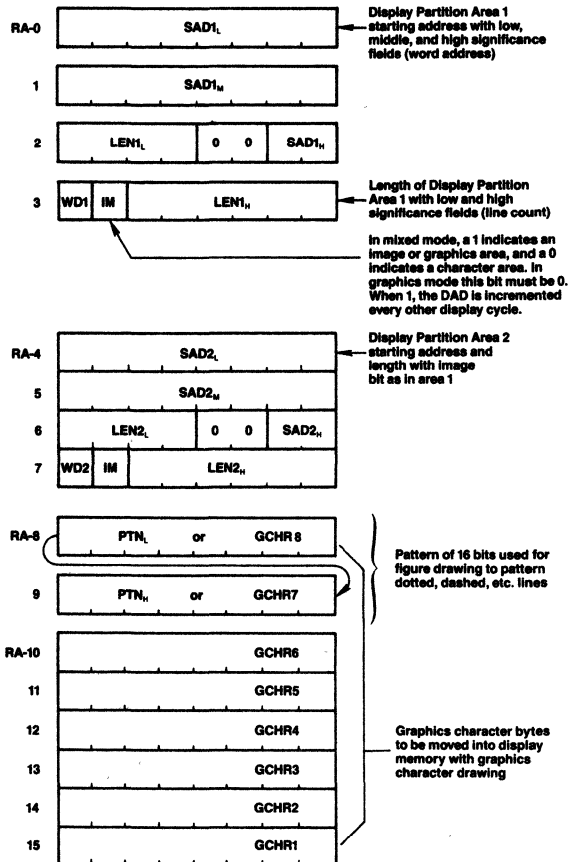 RA-0 SAD1L
Display Partition Area 1
starting address with low,
middle, and high significance
fields (word address)
1 SAD1M
2 LEN1L 0 0 SAD1H
3 WD1 IM LEN1H
Length of Display Partition
Area 1 with low and high
significance fields (line count)
In mixed mode, a 1 indicates an
image or graphics area, and a 0
indicates a character area. In
graphics mode this bit must be 0.
When 1, the DAD is incremented
every other display cycle.
RA-4 SAD2L
Display Partition Area 2
starting address and
length with image
bit as in area 1
5 SAD2M
6 LEN2L 0 0 SAD2H
7 WD2 IM LEN2H
RA-8 PTNL or GCHR8
9 PTNH or GCHR7
Pattern of 16 bits used for
figure drawing to pattern
dotted, dashed, etc. lines
RA-10 GCHR6
11 GCHR5
12 GCHR4
13 GCHR3
14 GCHR2
15 GCHR1
Graphics character bytes
to be moved into display
memory with graphics
character drawing